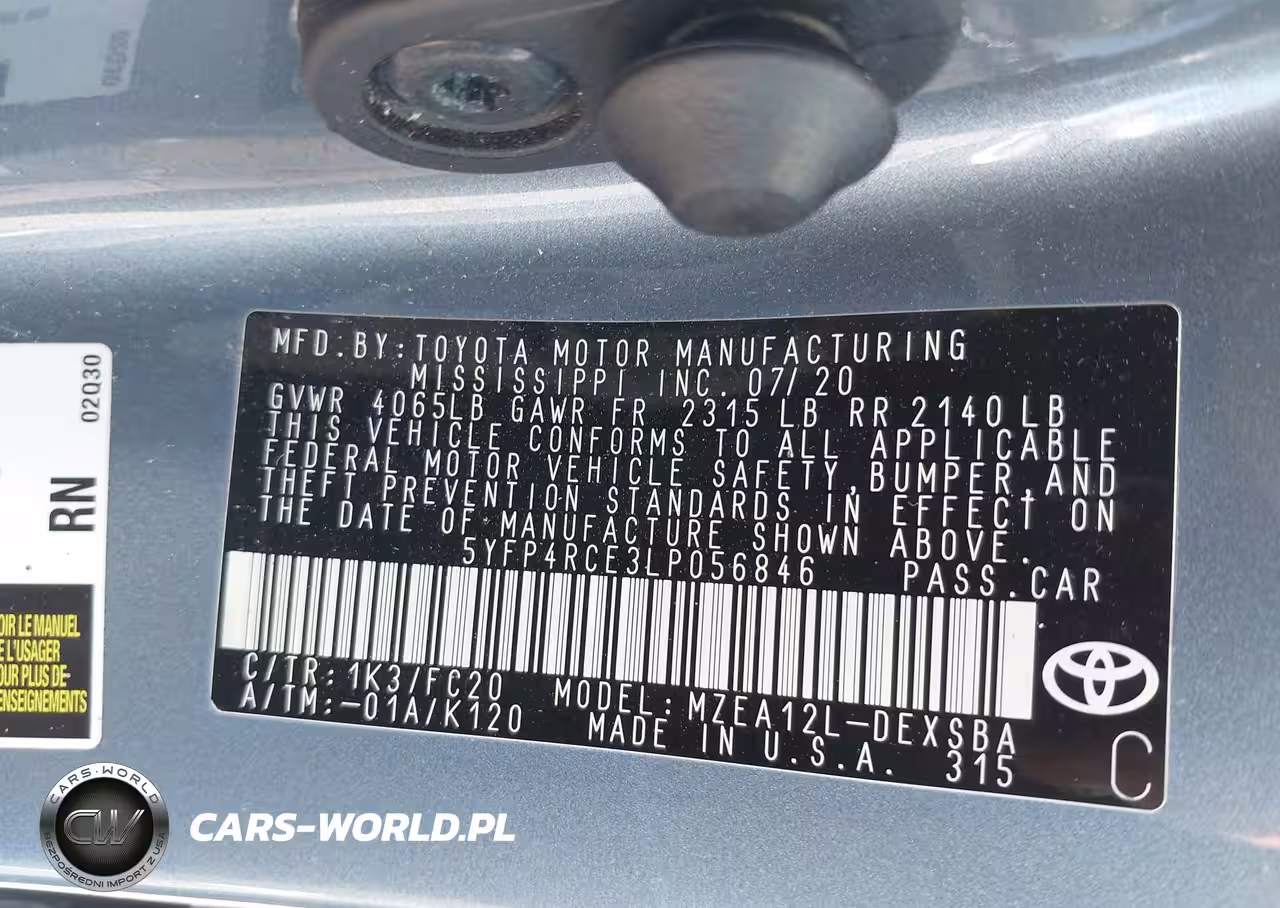 MFD.BY:TOYOTA MOTOR MANUFACTURING
MISSISSIPPI, INC. 07/20
GVWR 4065LB GAWR FR 2315 LB RR 2140 LB
THIS VEHICLE CONFORMS TO ALL APPLICABLE
FEDERAL MOTOR VEHICLE SAFETY,BUMPER,AND
THEFT PREVENTION STANDARDS IN EFFECT ON
THE DATE OF MANUFACTURE SHOWN ABOVE.
5YFP4RCE3LP056846 PASS.CAR
C/TR: 1K3/FC20 MODEL:MZEA12L-DEXSBA
A/TM:-01A/K120 MADE IN U.S.A. 315
C
02Q30
RN
OIR LE MANUEL
E L'USAGER
OUR PLUS DE-
ENSEIGNEMENTS
CARS-WORLD
CW
BEZPOŚREDNI IMPORT Z USA
CARS-WORLD.PL